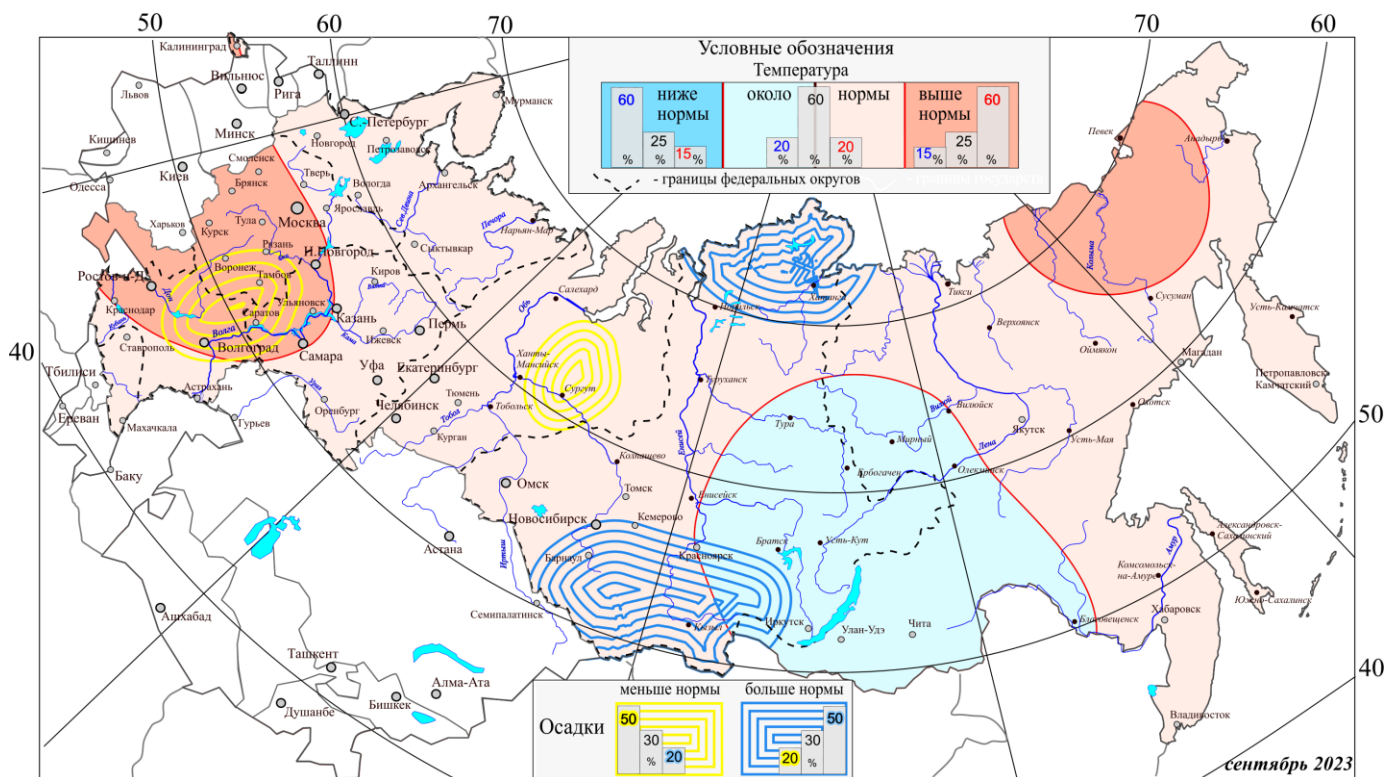 50
60
70
70
60
Калининград
Таллинн
Вильнюс
Рига
Львов
Мурманск
Минск
С.-Петербург
Кишинев
Новгород
Петрозаводск
Смоленск
Киев
Тверь
Архангельск
Одесса
Брянск
Вологда
Москва
Ярославль
Сев.Двина
Печора
Харьков
Тула
Курск
Сыктывкар
Нарьян-Мар
Рязань
Н.Новгород
Воронеж
Ростов-н-Д.
Тамбов
Киров
Вятка
Салехард
Дон
Ульяновск
Обь
Краснодар
Саратов
Казань
Кубань
Волга
Ижевск
Кама
Пермь
Ставрополь
Волгоград
Самара
40
Тбилиси
Уфа
Екатеринбург
Ханты-
Мансийск
Астрахань
Урал
Тюмень
Сургут
Ереван
Оренбург
Челябинск
Тобол
Тобольск
Махачкала
Гурьев
Курган
Баку
Колпашево
Омск
Томск
Новосибирск
Кемерово
Астана
Иртыш
Барнаул
Красноярск
Ашхабад
Семипалатинск
Кызыл
Ташкент
Алма-Ата
Бишкек
Душанбе
Условные обозначения
Температура
60
ниже
нормы
25
%
15
%
%
около
20
%
60
%
нормы
20
%
выше
нормы
15
%
25
%
60
%
- границы федеральных округов
- границы государств
Певек
Анадырь
Колыма
Норильск
Хатанга
Тикси
Сусуман
Усть-Камчатск
Верхоянск
Оймякон
Магадан
Туруханск
Петропавловск-
Камчатский
Енисей
Тура
Вилюй
Вилюйск
Охотск
Якутск
50
Мирный
Лена
Усть-Мая
Ербогачен
Олекминск
Енисейск
Братск
Усть-Кут
Александровск-
Сахалинский
Амур
Комсомольск-
на-Амуре
Южно-Сахалинск
Иркутск
Улан-Удэ
Чита
Благовещенск
Хабаровск
40
Владивосток
Осадки
меньше нормы
50
30
%
20
больше нормы
20
30
%
50
сентябрь 2023